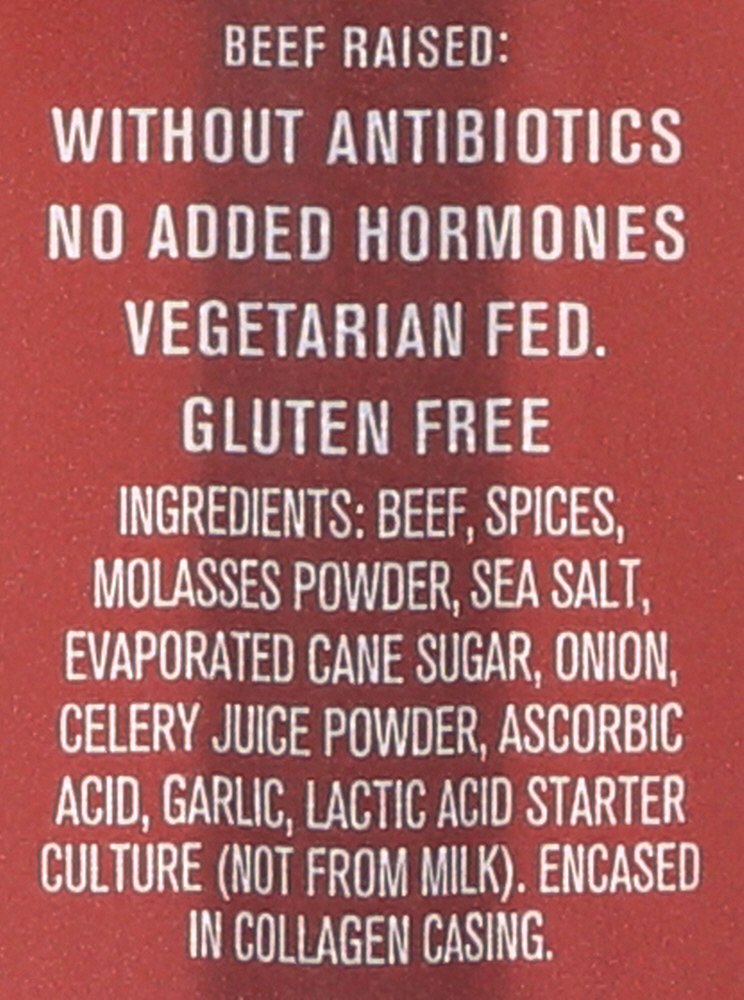 BEEF RAISED:
WITHOUT ANTIBIOTICS
NO ADDED HORMONES
VEGETARIAN FED.
GLUTEN FREE
INGREDIENTS: BEEF, SPICES,
MOLASSES POWDER, SEA SALT,
EVAPORATED CANE SUGAR, ONION,
CELERY JUICE POWDER, ASCORBIC
ACID, GARLIC, LACTIC ACID STARTER
CULTURE (NOT FROM MILK). ENCASED
IN COLLAGEN CASING.